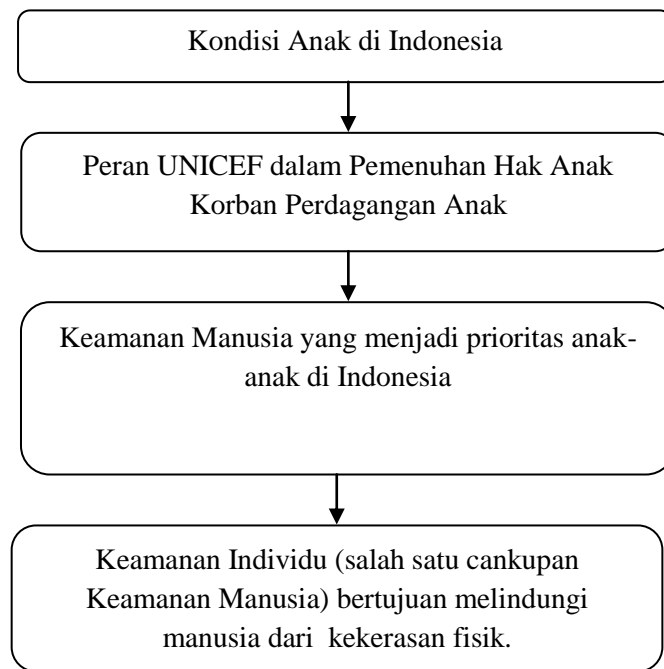 Kondisi Anak di Indonesia
Peran UNICEF dalam Pemenuhan Hak Anak
Korban Perdagangan Anak
Keamanan Manusia yang menjadi prioritas anak-
anak di Indonesia
Keamanan Individu (salah satu cankupan
Keamanan Manusia) bertujuan melindungi
manusia dari kekerasan fisik.